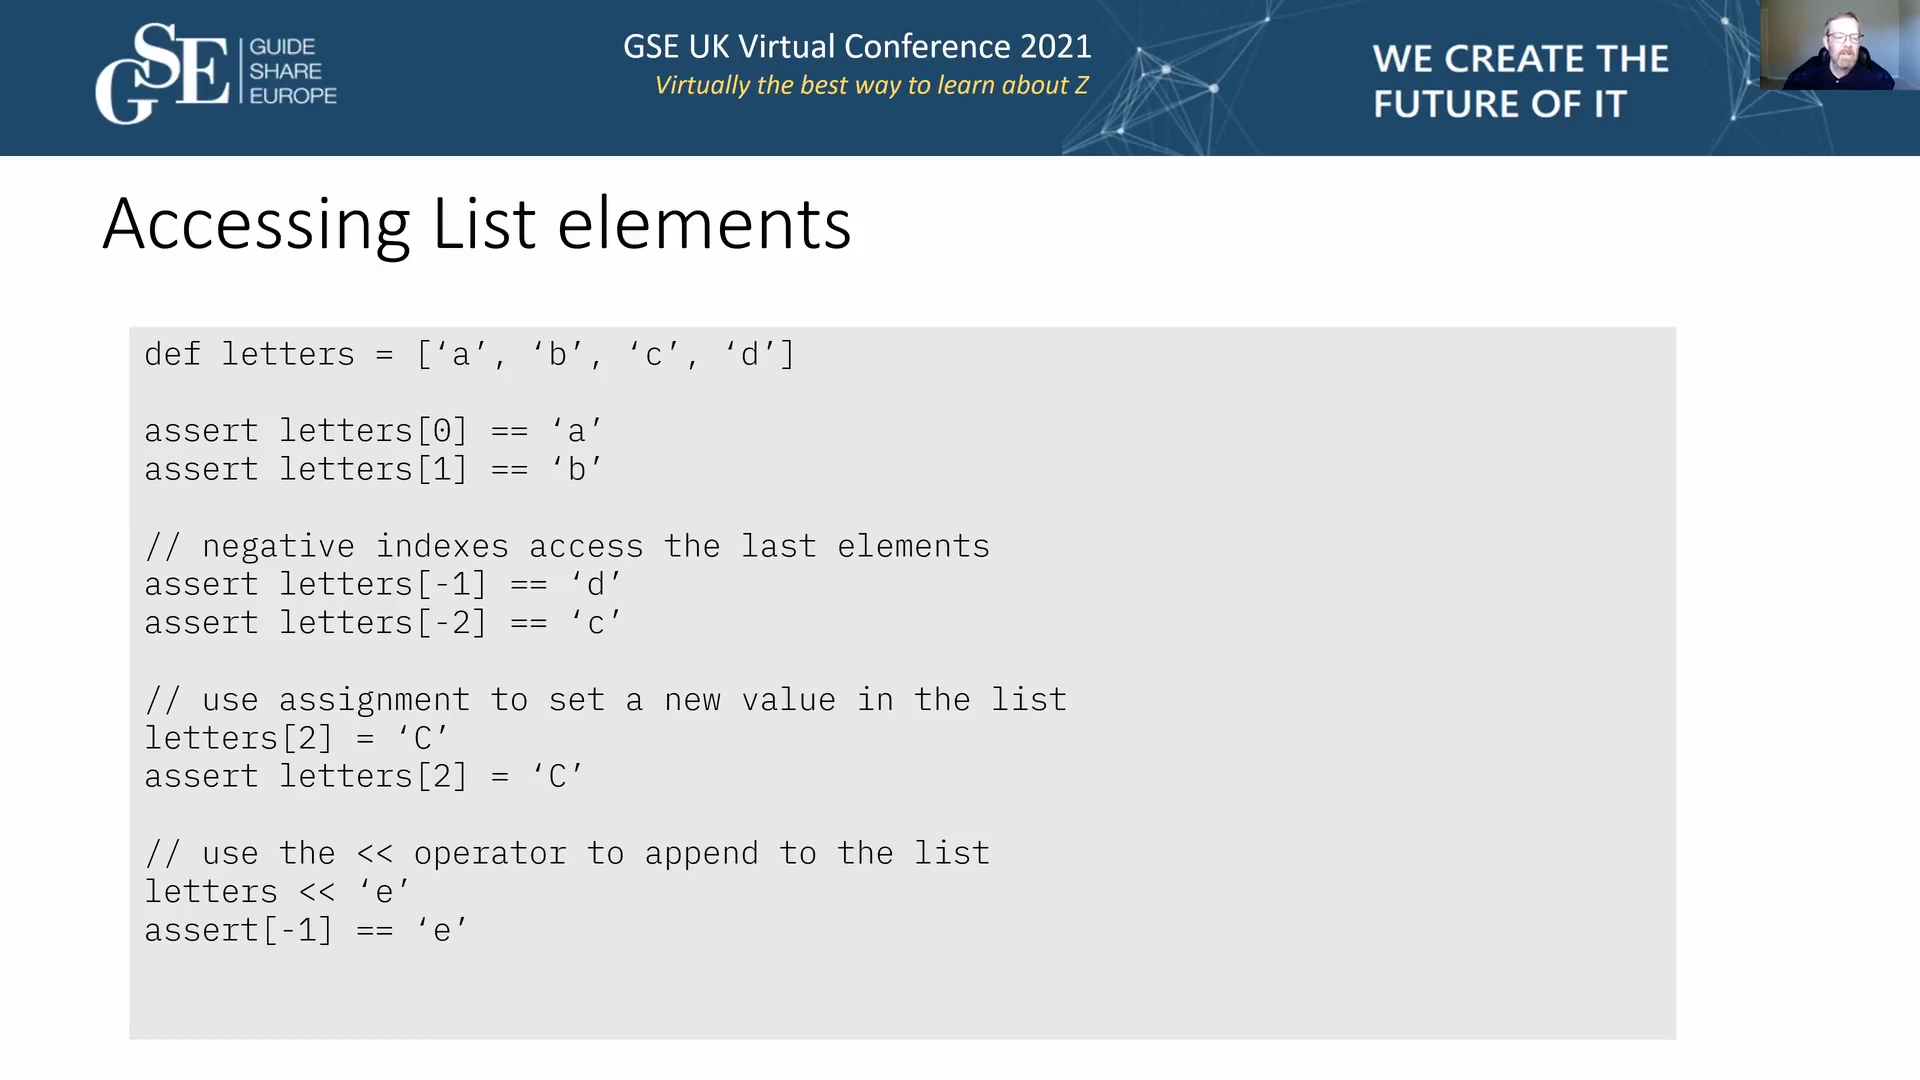 GSE
GUIDE
SHARE
EUROPE
GSE UK Virtual Conference 2021
Virtually the best way to learn about Z
WE CREATE THE
FUTURE OF IT
Accessing List elements
def letters = [‘a’, ‘b’, ‘c’, ‘d’]
assert letters[0] == ‘a’
assert letters[1] == ‘b’
// negative indexes access the last elements
assert letters[-1] == ‘d’
assert letters[-2] == ‘c’
// use assignment to set a new value in the list
letters[2] = ‘C’
assert letters[2] = ‘C’
// use the << operator to append to the list
letters << ‘e’
assert[-1] == ‘e’